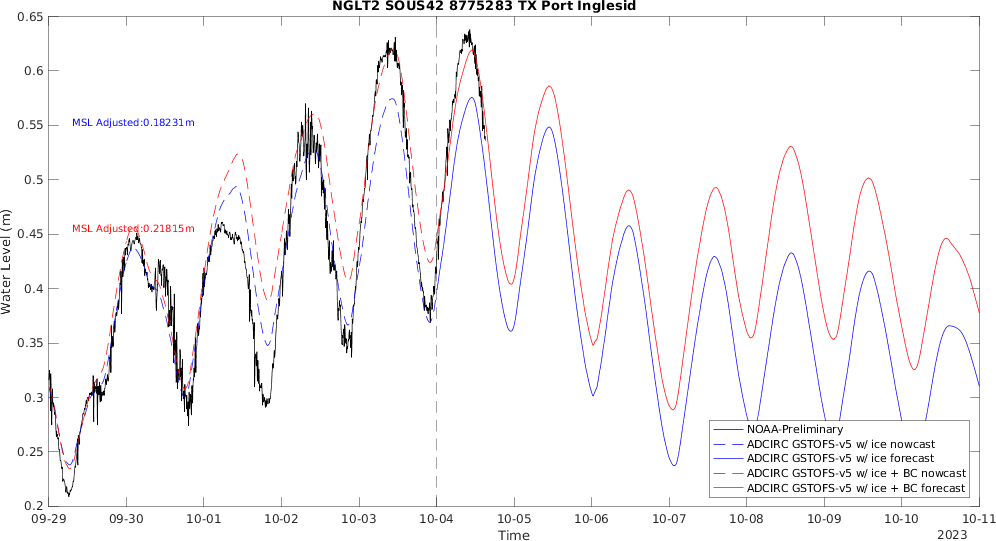 NGLT2 SOUS42 8775283 TX Port Inglesid
Water Level (m)
0.65
0.6
0.55
0.5
0.45
0.4
0.35
0.3
0.25
0.2
MSL Adjusted:0.18231m
MSL Adjusted:0.21815m
NOAA-Preliminary
ADCIRC GSTOFS-v5 w/ ice nowcast
ADCIRC GSTOFS-v5 w/ ice forecast
ADCIRC GSTOFS-v5 w/ ice + BC nowcast
ADCIRC GSTOFS-v5 w/ ice + BC forecast
09-29 09-30 10-01 10-02 10-03 10-04 10-05 10-06 10-07 10-08 10-09 10-10 10-11
Time
2023